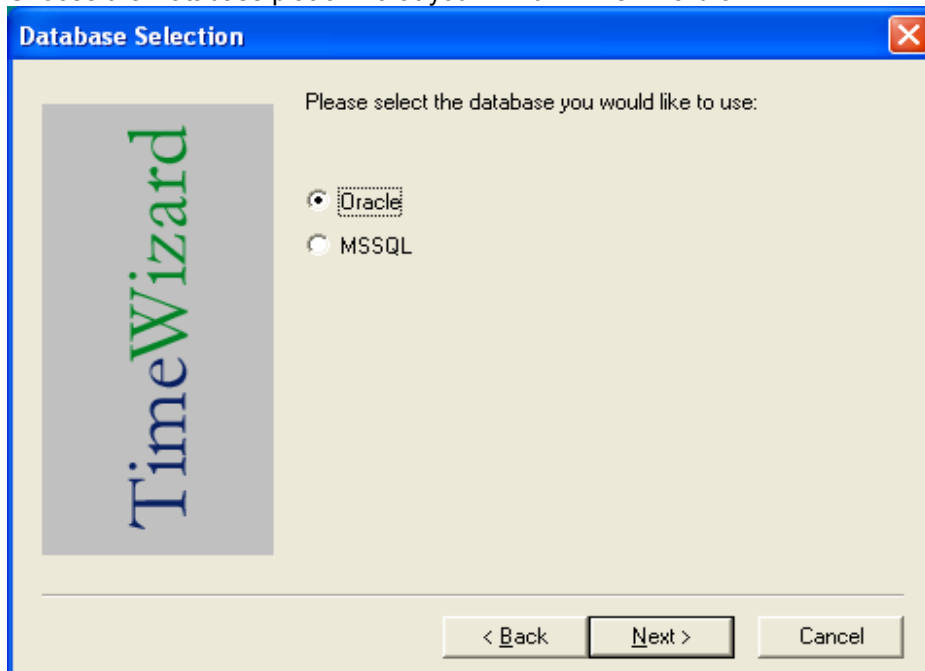 Database Selection
Please select the database you would like to use:
TimeWizard
Oracle
MSSQL
< Back
Next >
Cancel